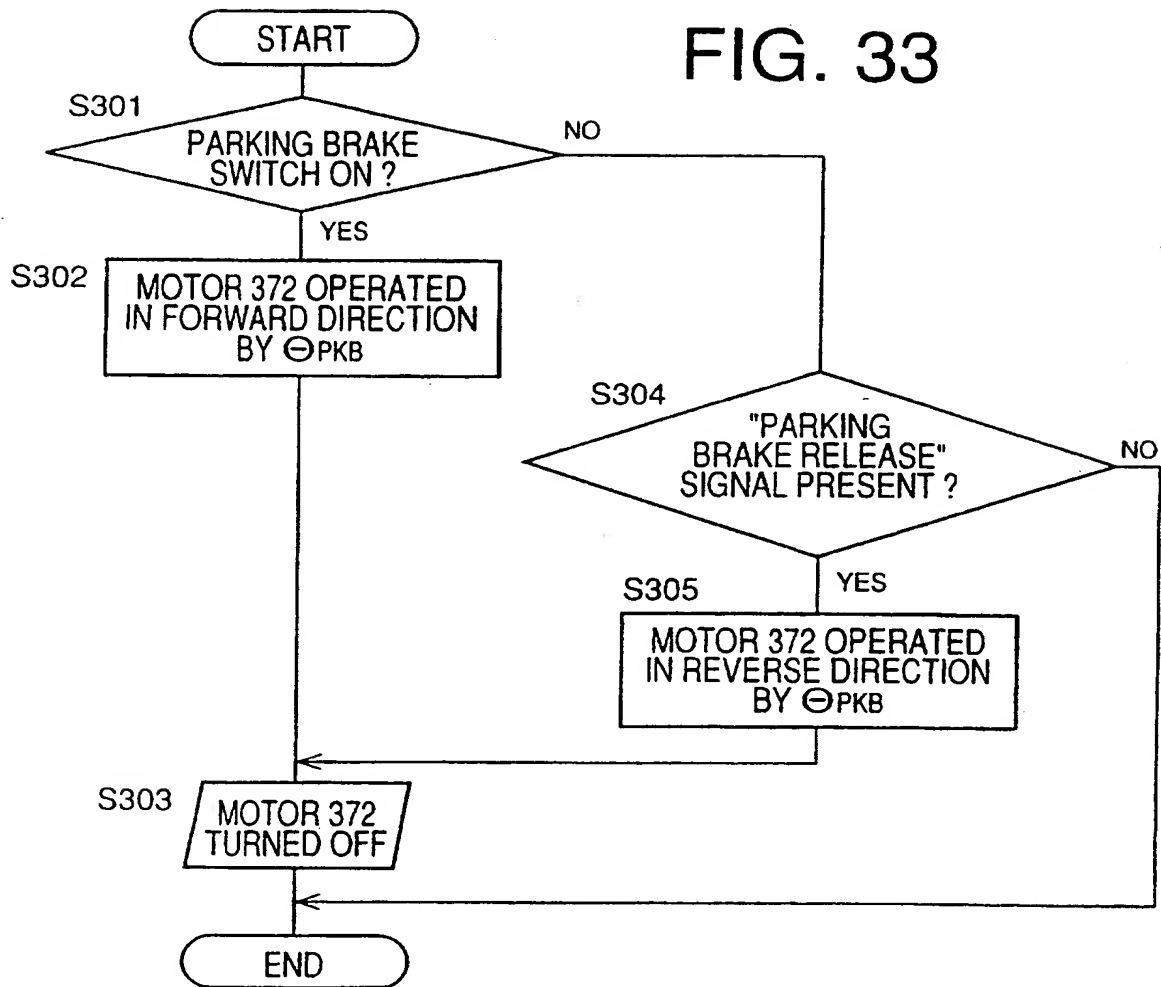 FIG. 33
START
S301
PARKING BRAKE
SWITCH ON ?
NO
YES
S302
MOTOR 372 OPERATED
IN FORWARD DIRECTION
BY ΘPKB
S304
"PARKING
BRAKE RELEASE"
SIGNAL PRESENT ?
NO
YES
S305
MOTOR 372 OPERATED
IN REVERSE DIRECTION
BY ΘPKB
S303
MOTOR 372
TURNED OFF
END